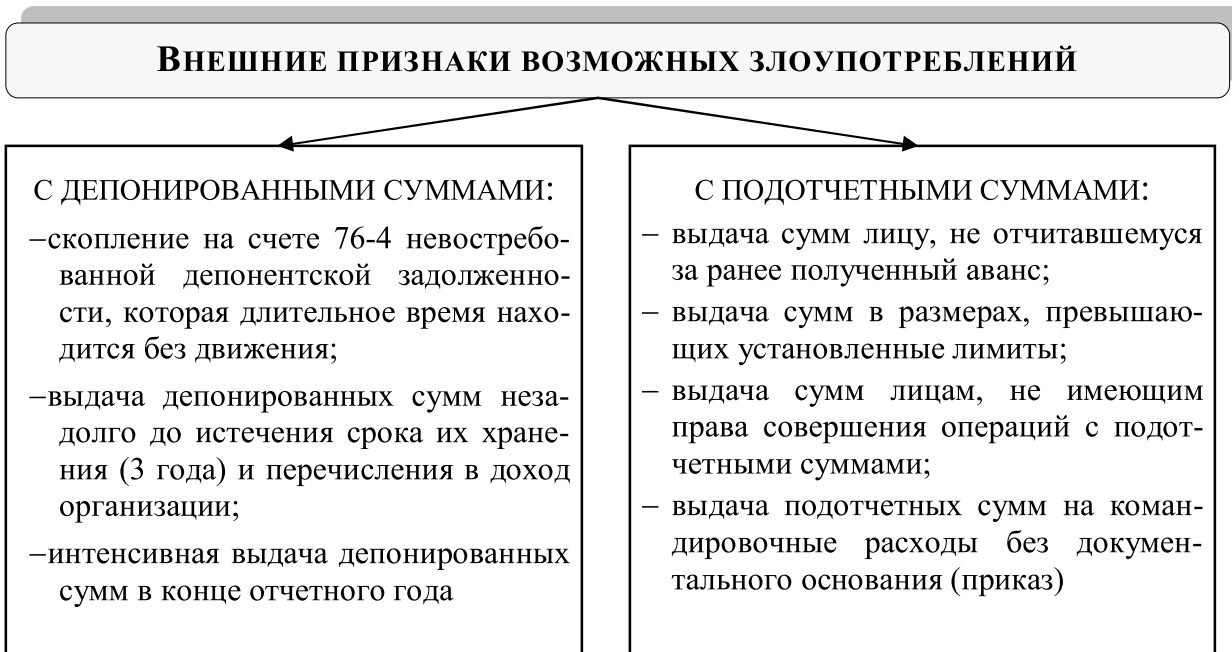 ВНЕШНИЕ ПРИЗНАКИ ВОЗМОЖНЫХ ЗЛОУПОТРЕБЛЕНИЙ
С ДЕПОНИРОВАННЫМИ СУММАМИ:
–скопление на счете 76-4 невостребо-
ванной депонентской задолженно-
сти, которая длительное время нахо-
дится без движения;
–выдача депонированных сумм неза-
долго до истечения срока их хране-
ния (3 года) и перечисления в доход
организации;
–интенсивная выдача депонированных
сумм в конце отчетного года
С ПОДОТЧЕТНЫМИ СУММАМИ:
– выдача сумм лицу, не отчитавшемуся
за ранее полученный аванс;
– выдача сумм в размерах, превышаю-
щих установленные лимиты;
– выдача сумм лицам, не имеющим
права совершения операций с подот-
четными суммами;
– выдача подотчетных сумм на коман-
дировочные расходы без докумен-
тального основания (приказ)